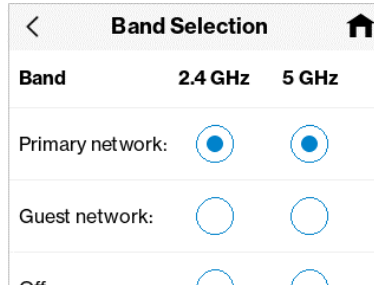 Band Selection
Band 2.4 GHz 5 GHz
Primary network:
Guest network: